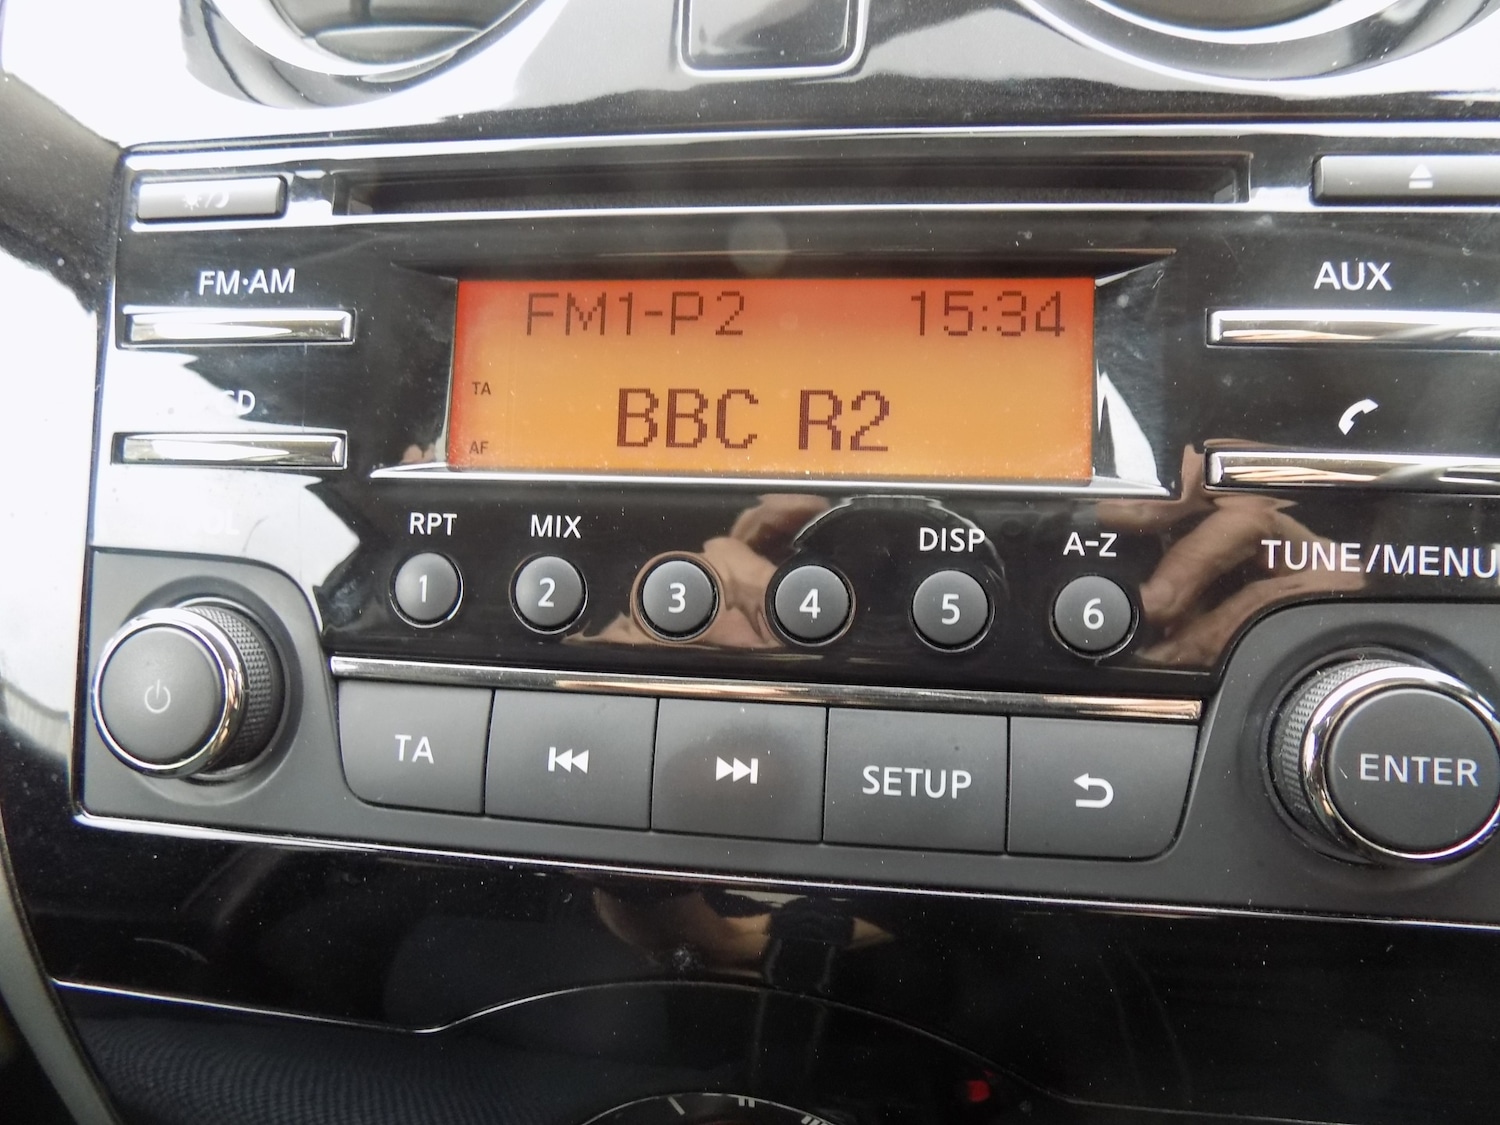 FM·AM
AUX
FM1-P2 15:34
TA
BBC R2
AF
CD
RPT MIX DISP A-Z
TUNE/MENU
1 2 3 4 5 6
TA
SETUP
ENTER